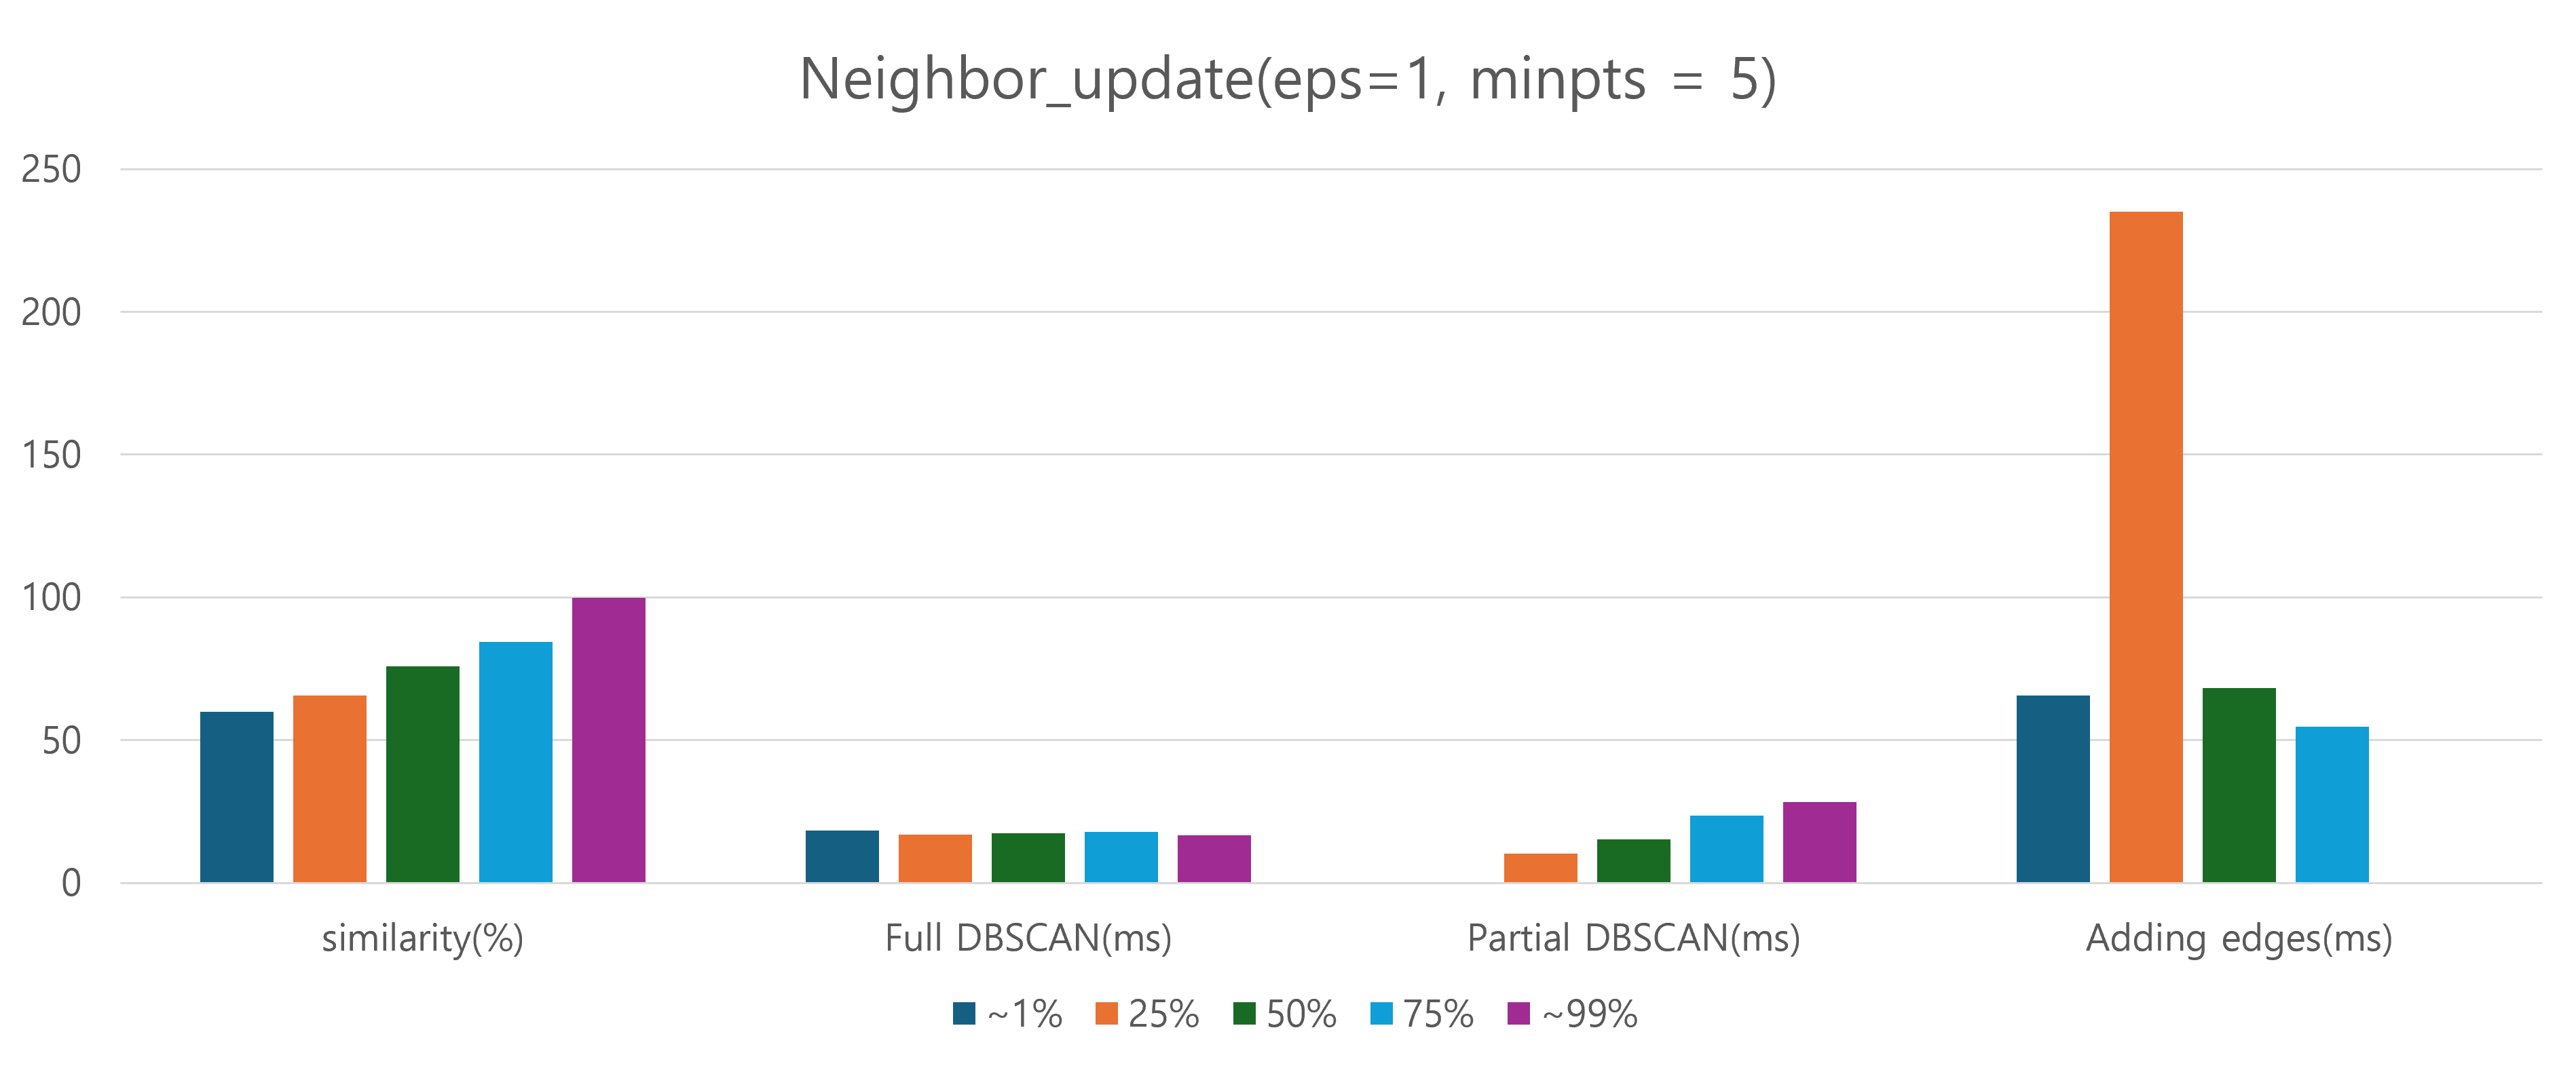 Neighbor_update(eps=1, minpts = 5)
250
200
150
100
50
0
similarity(%) Full DBSCAN(ms) Partial DBSCAN(ms) Adding edges(ms)
~1% 25% 50% 75% ~99%